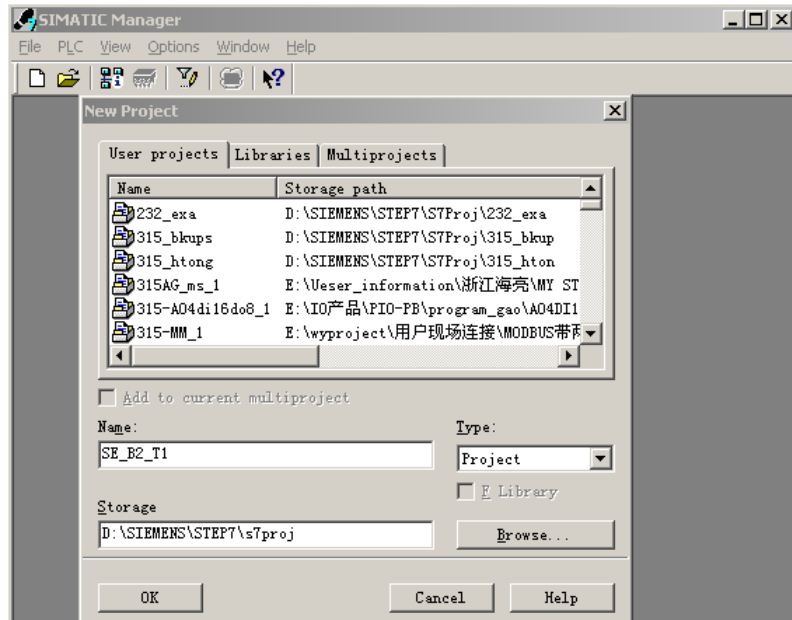 SIMATIC Manager
File PLC View Options Window Help
New Project
User projects Libraries Multiprojects
Name Storage path
232_exa D:\SIEMENS\STEP7\S7Proj\232_exa
315_bkups D:\SIEMENS\STEP7\S7Proj\315_bkup
315_htong D:\SIEMENS\STEP7\S7Proj\315_hton
315AG_ms_1 E:\Ueser_information\浙江海亮\MY ST
315-AO4di16do8_1 E:\IO产品\PIO-PB\program_gao\AO4DI1
315-MM_1 E:\wyproject\用户现场连接\MODBUS带两
Add to current multiproject
Name: Type:
SE_B2_T1 Project
F Library
Storage
D:\SIEMENS\STEP7\s7proj Browse...
OK Cancel Help